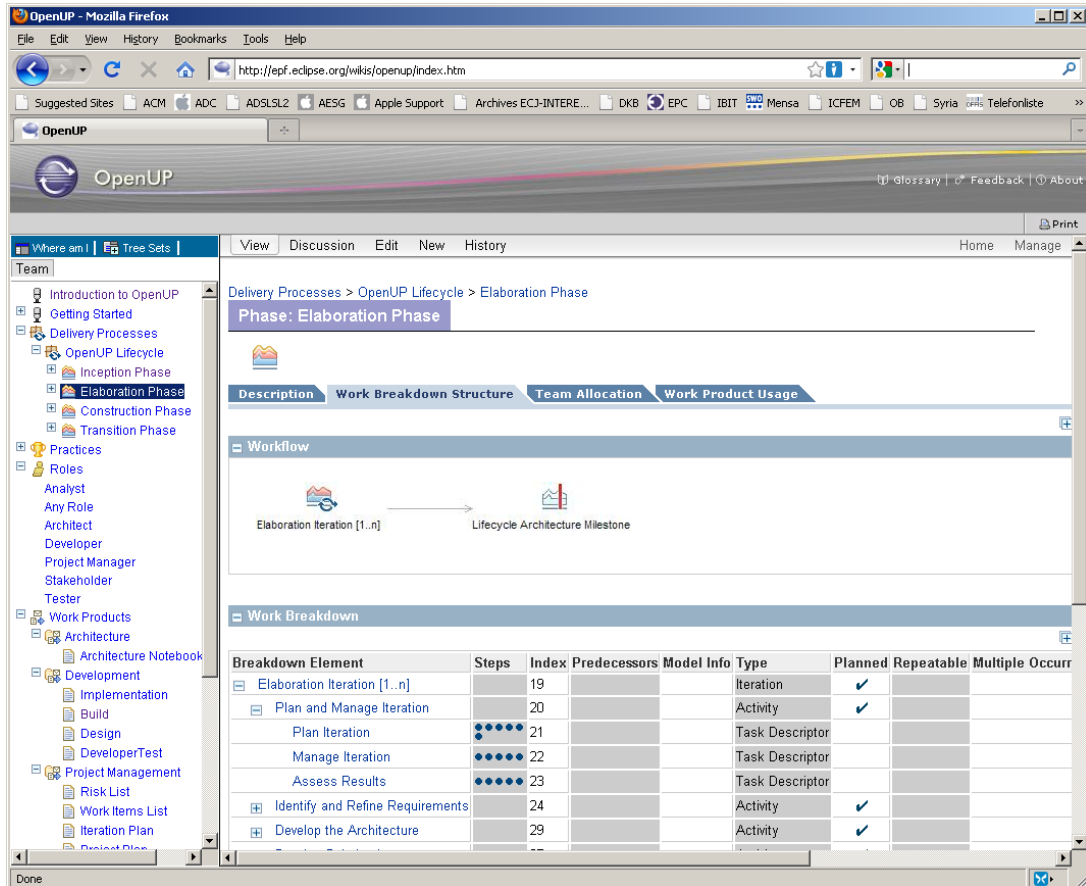 OpenUP - Mozilla Firefox
File Edit View History Bookmarks Tools Help
http://epf.eclipse.org/wikis/openup/index.htm
Suggested Sites ACM ADC ADSLSL2 AESG Apple Support Archives ECJ-INTERE... DKB EPC IBIT Mensa ICFEM OB Syria Telefonliste »
OpenUP
OpenUP
Glossary | Feedback | About
Print
Where am I | Tree Sets |
View Discussion Edit New History Home Manage
Team
Introduction to OpenUP
Getting Started
Delivery Processes
OpenUP Lifecycle
Inception Phase
Elaboration Phase
Construction Phase
Transition Phase
Practices
Roles
Analyst
Any Role
Architect
Developer
Project Manager
Stakeholder
Tester
Work Products
Architecture
Architecture Notebook
Development
Implementation
Build
Design
DeveloperTest
Project Management
Risk List
Work Items List
Iteration Plan
Project Plan
Delivery Processes > OpenUP Lifecycle > Elaboration Phase
Phase: Elaboration Phase
Description Work Breakdown Structure Team Allocation Work Product Usage
Workflow
Elaboration Iteration [1..n] Lifecycle Architecture Milestone
Work Breakdown
Breakdown Element Steps Index Predecessors Model Info Type Planned Repeatable Multiple Occurr
Elaboration Iteration [1..n] 19 Iteration ✔
Plan and Manage Iteration 20 Activity ✔
Plan Iteration 21 Task Descriptor
Manage Iteration 22 Task Descriptor
Assess Results 23 Task Descriptor
Identify and Refine Requirements 24 Activity ✔
Develop the Architecture 29 Activity ✔
Done